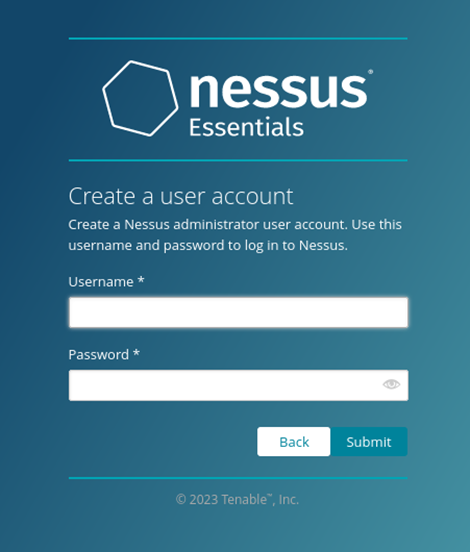 nessus®
Essentials
Create a user account
Create a Nessus administrator user account. Use this
username and password to log in to Nessus.
Username *
Password *
Back Submit
© 2023 Tenable™, Inc.